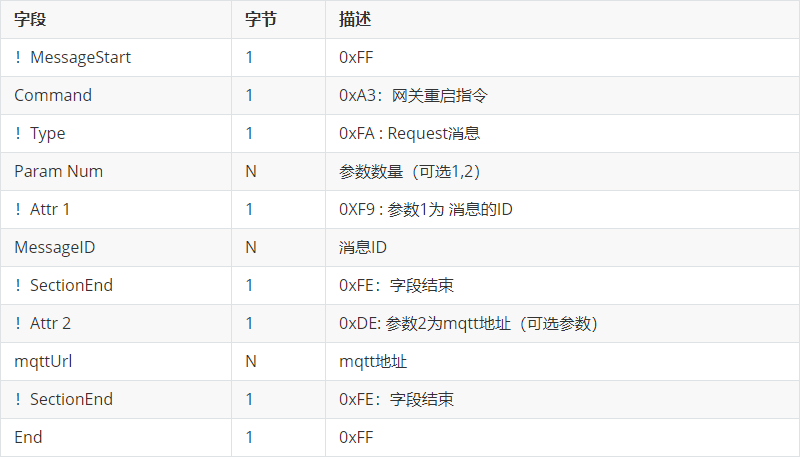 字段 字节 描述
! MessageStart 1 0xFF
Command 1 0xA3：网关重启指令
! Type 1 0xFA : Request消息
Param Num N 参数数量（可选1,2）
! Attr 1 1 0XF9 : 参数1为 消息的ID
MessageID N 消息ID
! SectionEnd 1 0xFE：字段结束
! Attr 2 1 0xDE: 参数2为mqtt地址（可选参数）
mqttUrl N mqtt地址
! SectionEnd 1 0xFE：字段结束
End 1 0xFF